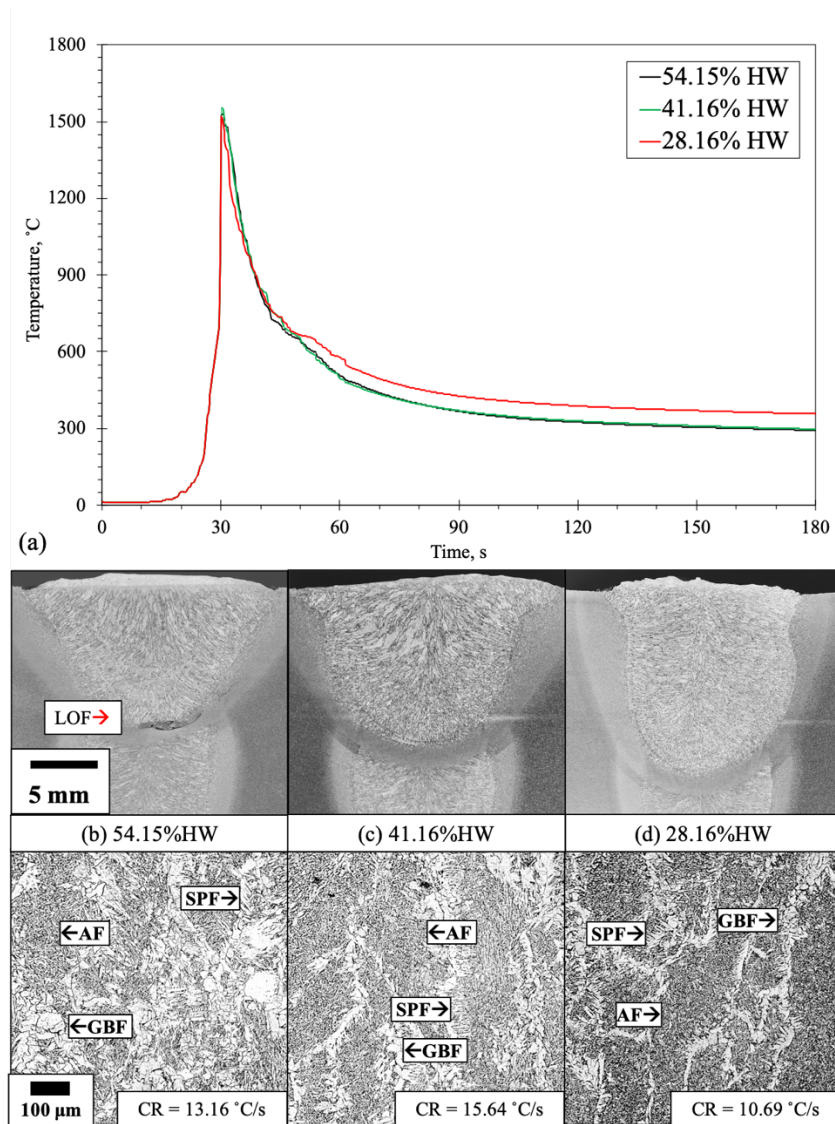 1800
1500
1200
900
600
300
0
Temperature, ˚C
54.15% HW
41.16% HW
28.16% HW
0 30 60 90 120 150 180
Time, s
(a)
LOF→
5 mm
(b) 54.15%HW
(c) 41.16%HW
(d) 28.16%HW
SPF→
←AF
←GBF
100 µm
CR = 13.16 ˚C/s
←AF
SPF→
←GBF
CR = 15.64 ˚C/s
GBF→
SPF→
AF→
CR = 10.69 ˚C/s